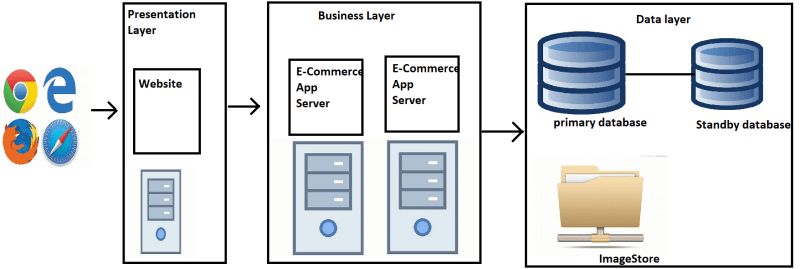 Presentation
Layer
Website
Business Layer
E-Commerce
App
Server
E-Commerce
App
Server
Data layer
primary database
Standby database
ImageStore